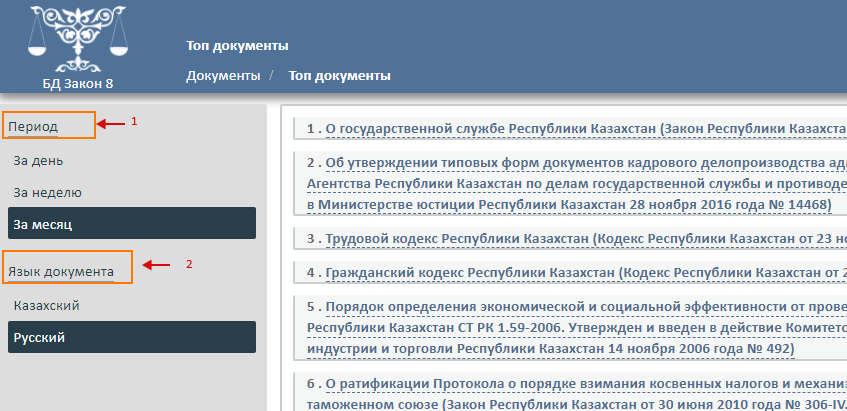 БД Закон 8
Топ документы
Документы / Топ документы
Период
1
За день
За неделю
За месяц
Язык документа
2
Казахский
Русский
1 . О государственной службе Республики Казахстан (Закон Республики Казахста
2 . Об утверждении типовых форм документов кадрового делопроизводства ад
Агентства Республики Казахстан по делам государственной службы и противоде
в Министерстве юстиции Республики Казахстан 28 ноября 2016 года № 14468)
3 . Трудовой кодекс Республики Казахстан (Кодекс Республики Казахстан от 23 но
4 . Гражданский кодекс Республики Казахстан (Кодекс Республики Казахстан от 2
5 . Порядок определения экономической и социальной эффективности от прове
Республики Казахстан СТ РК 1.59-2006. Утвержден и введен в действие Комитето
индустрии и торговли Республики Казахстан 14 ноября 2006 года № 492)
6 . О ратификации Протокола о порядке взимания косвенных налогов и механиз
таможенном союзе (Закон Республики Казахстан от 30 июня 2010 года № 306-IV.